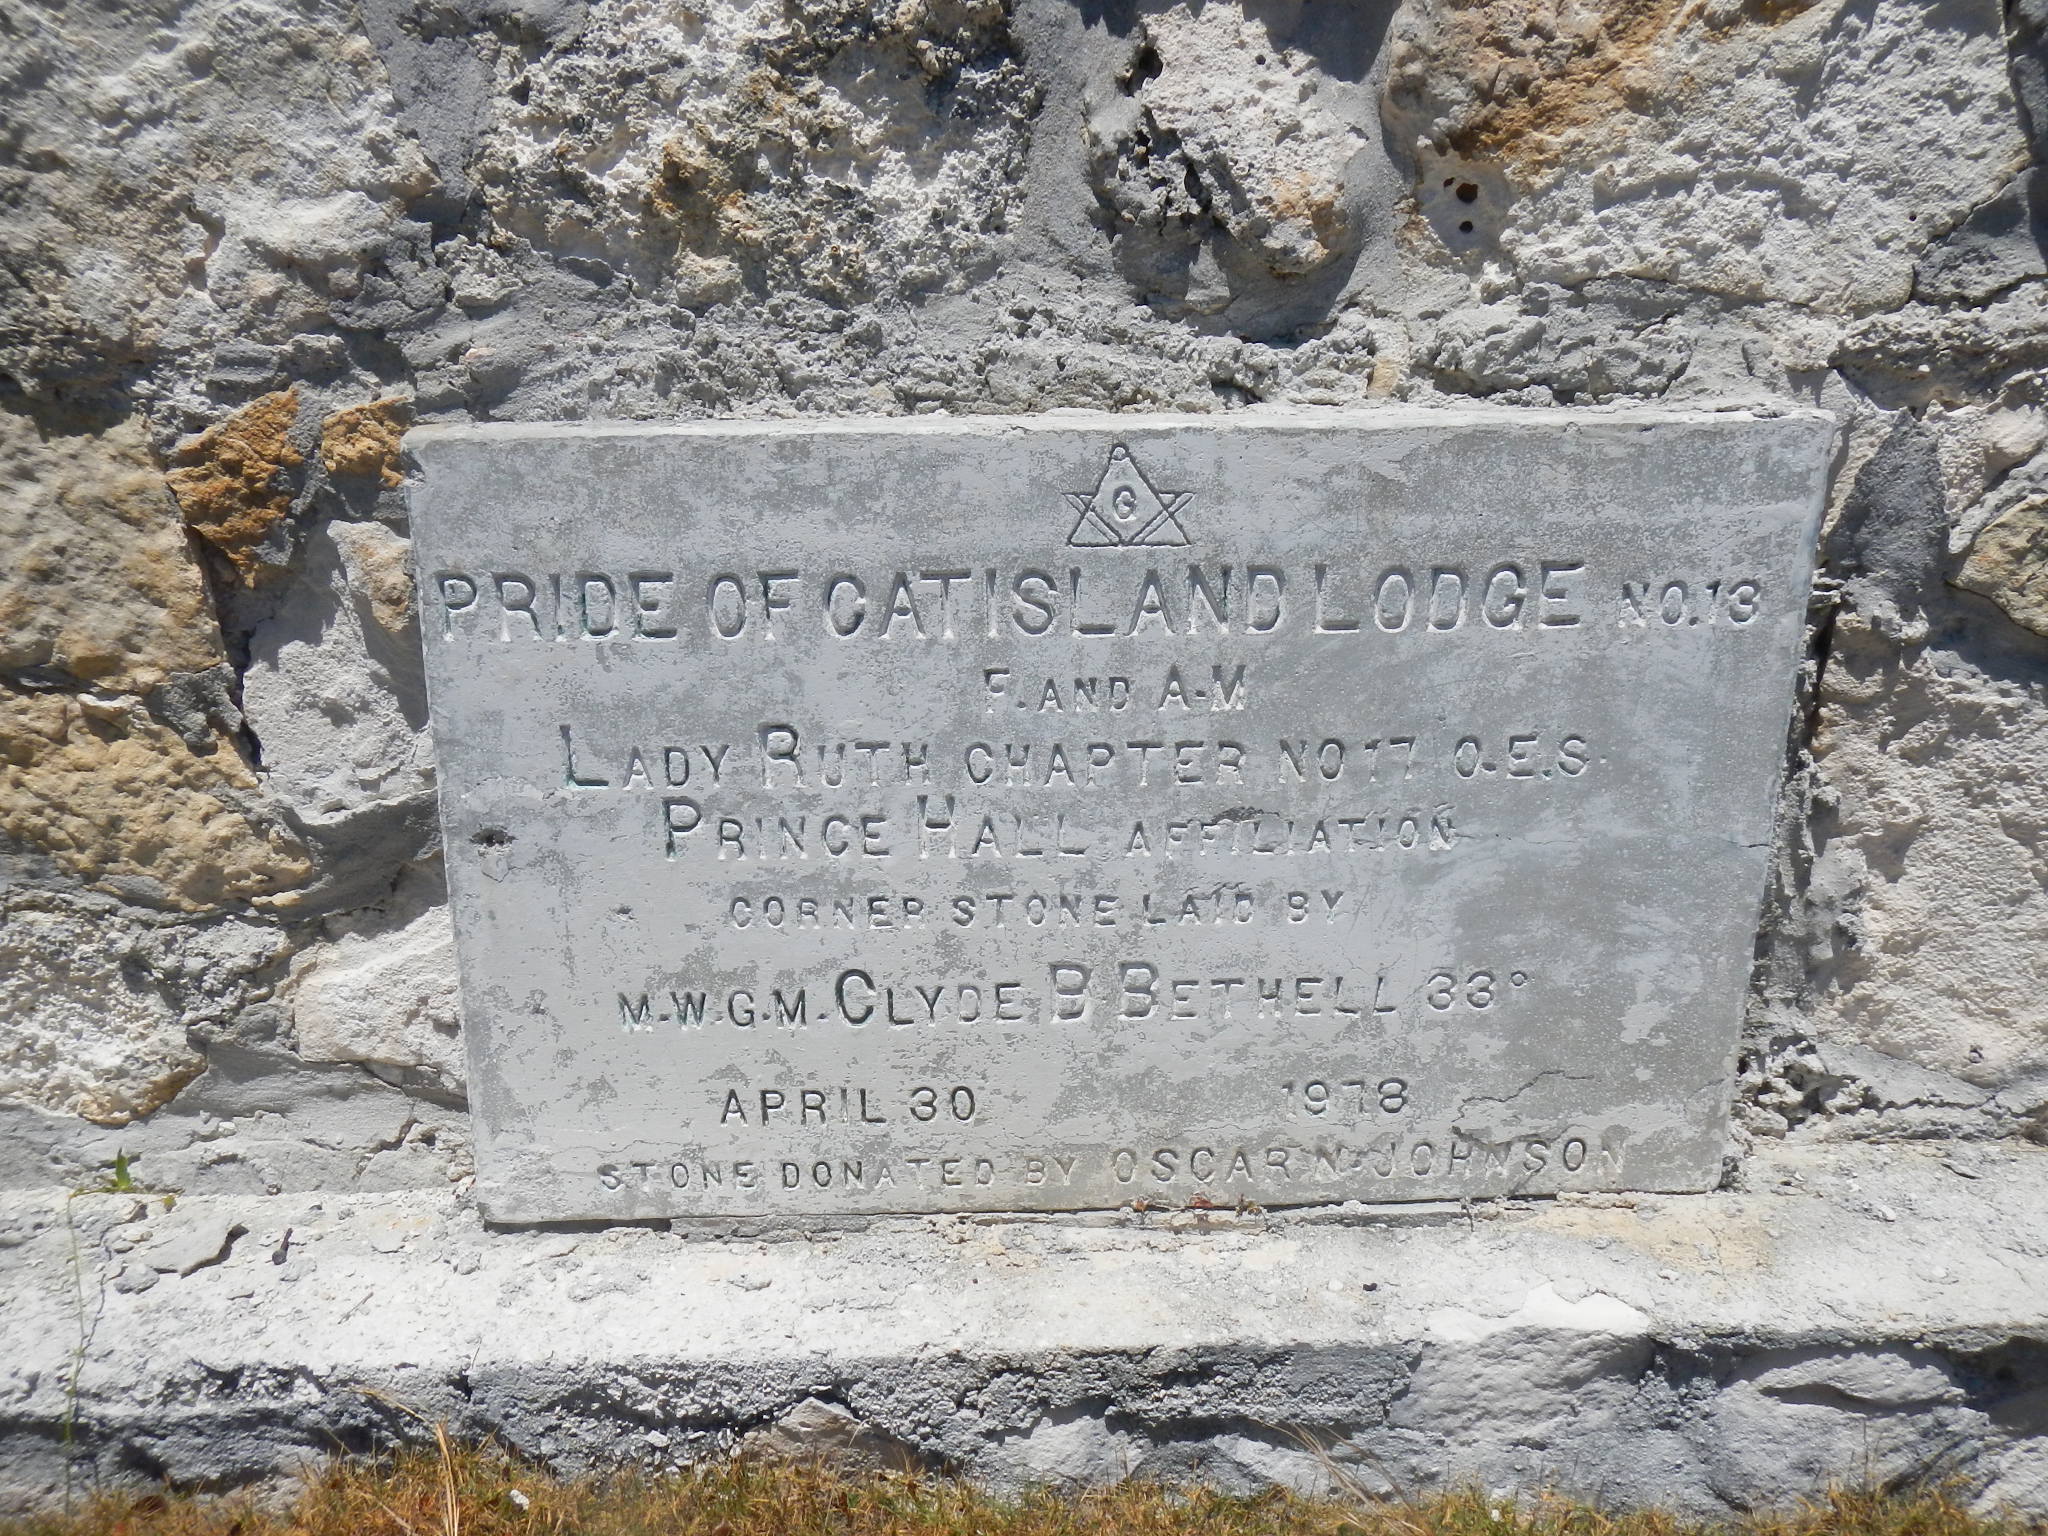 G
PRIDE OF CAT ISLAND LODGE NO.13
F. AND A-M
LADY RUTH CHAPTER NO 17 O.E.S.
PRINCE HALL AFFILIATION
CORNER STONE LAID BY
M.W.G.M. CLYDE B BETHELL 33°
APRIL 30 1978
STONE DONATED BY OSCAR N. JOHNSON